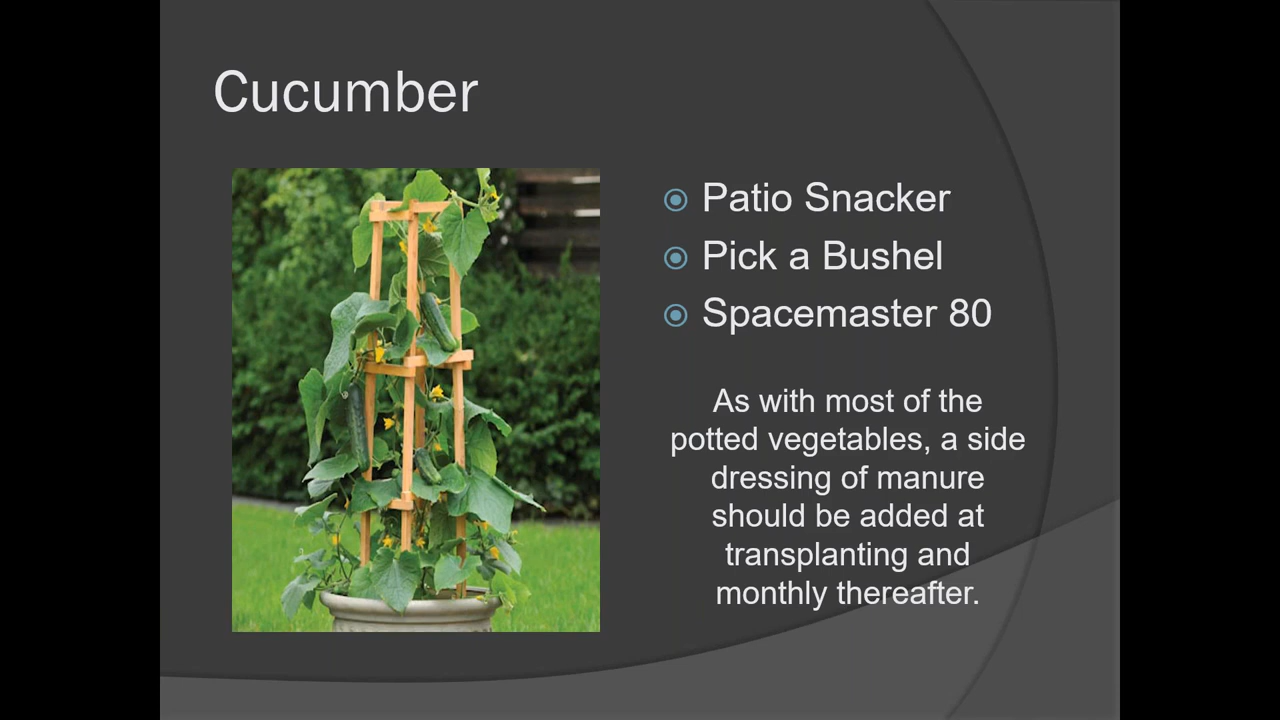 Cucumber
Patio Snacker
Pick a Bushel
Spacemaster 80
As with most of the
potted vegetables, a side
dressing of manure
should be added at
transplanting and
monthly thereafter.